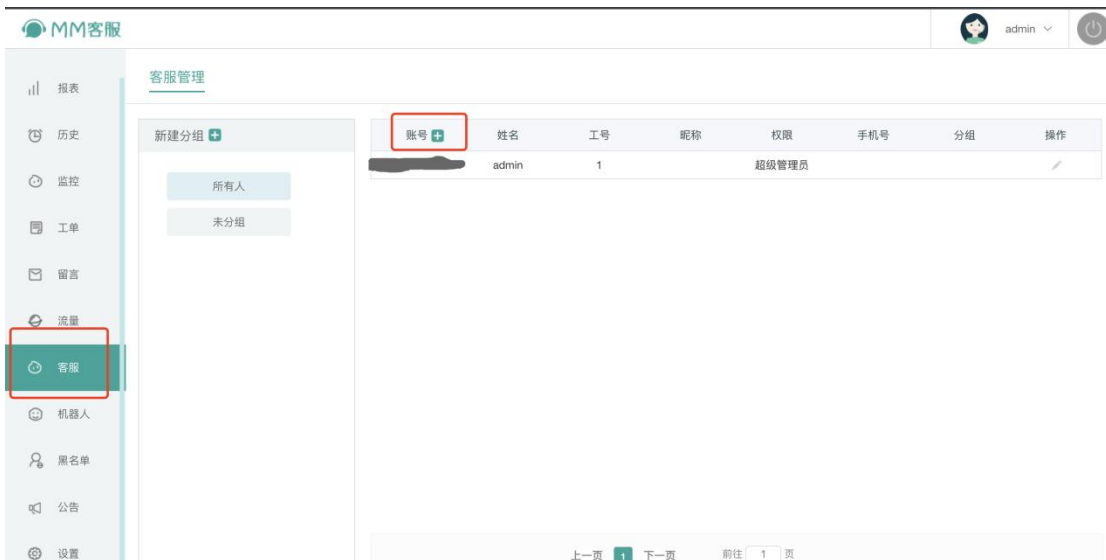 MM客服
admin
报表
历史
监控
工单
留言
流量
客服
机器人
黑名单
公告
设置
客服管理
新建分组
所有人
未分组
账号 姓名 工号 昵称 权限 手机号 分组 操作
admin 1 超级管理员
上一页 1 下一页 前往 1 页